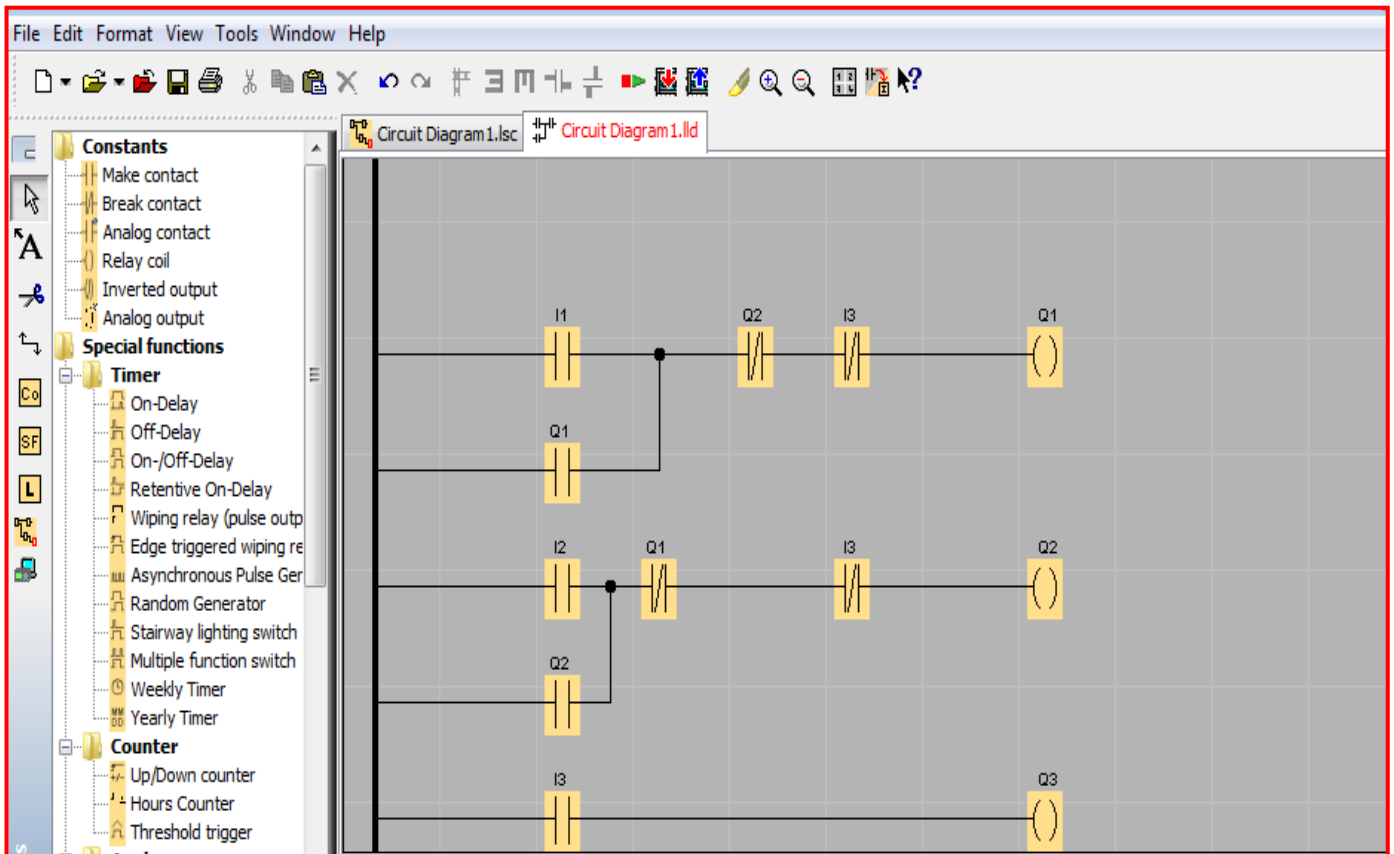 File Edit Format View Tools Window Help
Circuit Diagram1.lsc Circuit Diagram1.lld
Constants
Make contact
Break contact
Analog contact
Relay coil
Inverted output
Analog output
Special functions
Timer
On-Delay
Off-Delay
On-/Off-Delay
Retentive On-Delay
Wiping relay (pulse outp
Edge triggered wiping re
Asynchronous Pulse Ger
Random Generator
Stairway lighting switch
Multiple function switch
Weekly Timer
Yearly Timer
Counter
Up/Down counter
Hours Counter
Threshold trigger
A
Co
SF
L
I1 Q2 I3 Q1
Q1
I2 Q1 I3 Q2
Q2
I3 Q3